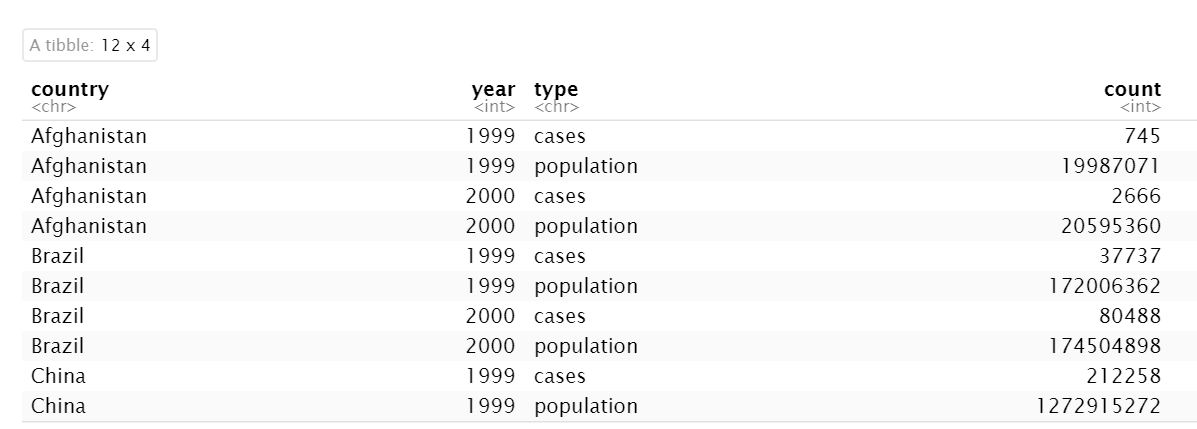 A tibble: 12 x 4
country year type count
<chr> <int> <chr> <int>
Afghanistan 1999 cases 745
Afghanistan 1999 population 19987071
Afghanistan 2000 cases 2666
Afghanistan 2000 population 20595360
Brazil 1999 cases 37737
Brazil 1999 population 172006362
Brazil 2000 cases 80488
Brazil 2000 population 174504898
China 1999 cases 212258
China 1999 population 1272915272